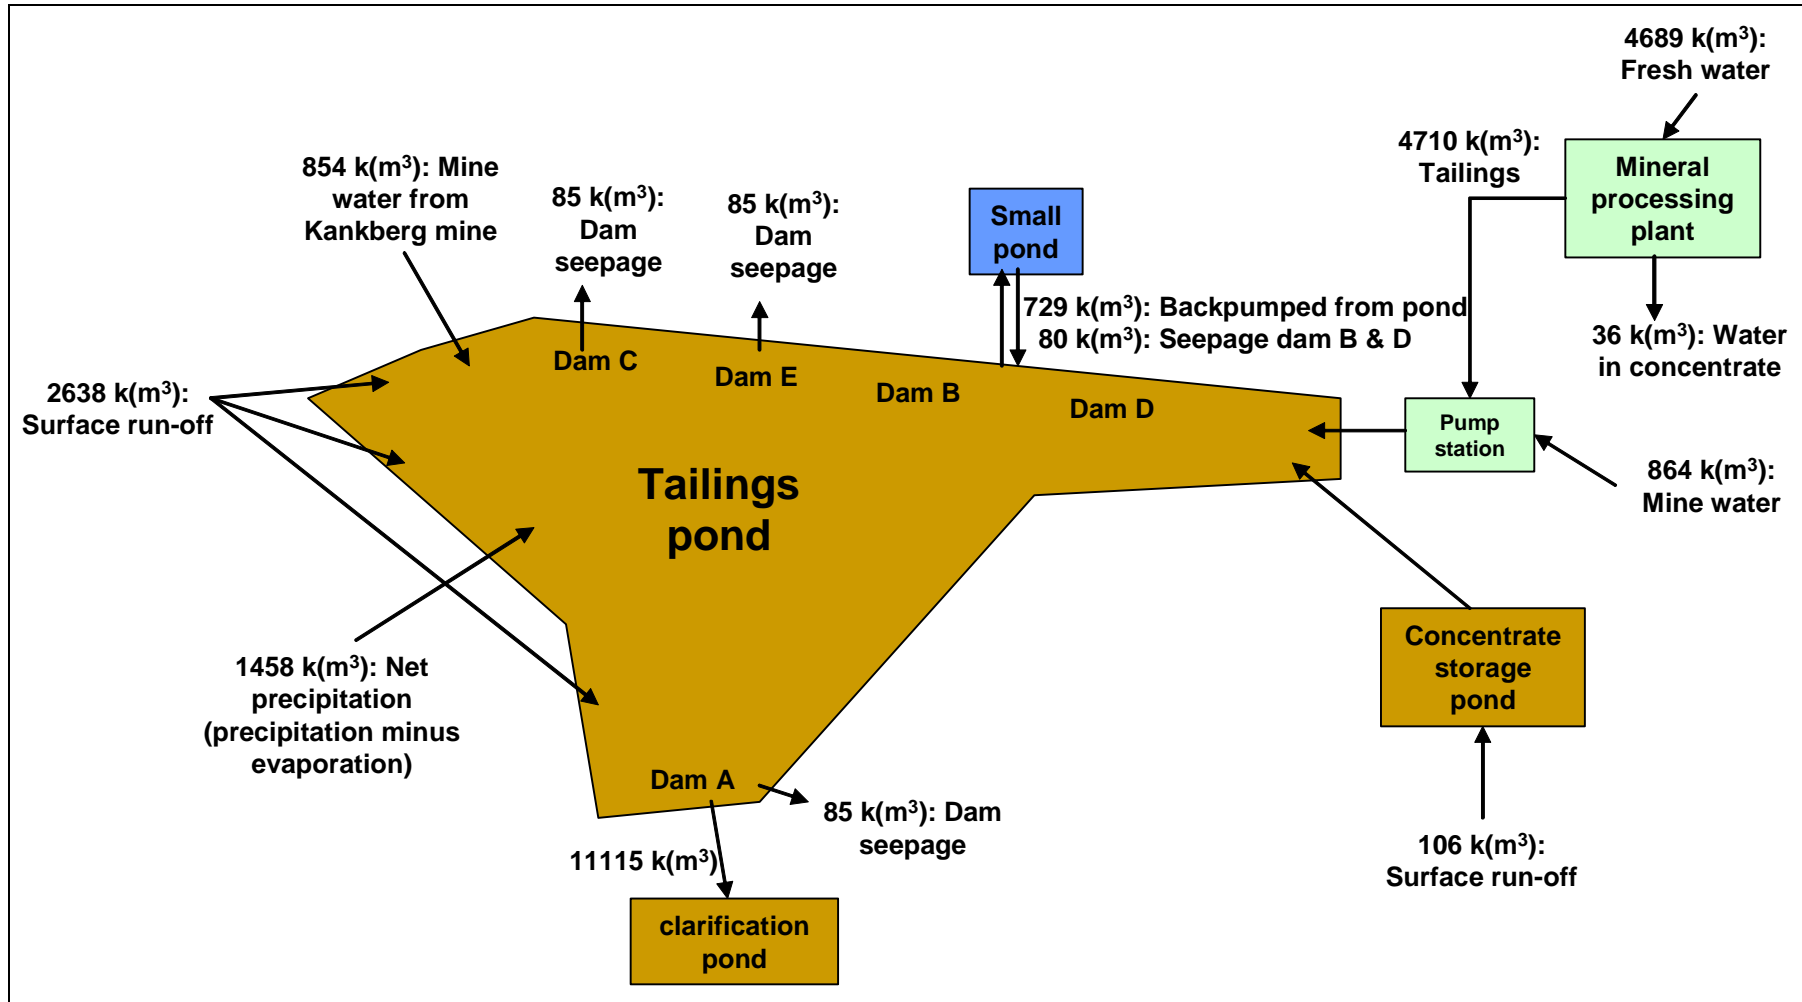 4689 k(m³):
Fresh water
4710 k(m³):
Tailings
Mineral
processing
plant
854 k(m³): Mine
water from
Kankberg mine
85 k(m³):
Dam
seepage
85 k(m³):
Dam
seepage
Small
pond
729 k(m³): Backpumped from pond
80 k(m³): Seepage dam B & D
36 k(m³): Water
in concentrate
Dam C
Dam E
Dam B
Dam D
2638 k(m³):
Surface run-off
Pump
station
864 k(m³):
Mine water
Tailings
pond
Concentrate
storage
pond
1458 k(m³): Net
precipitation
(precipitation minus
evaporation)
Dam A
85 k(m³): Dam
seepage
11115 k(m³)
106 k(m³):
Surface run-off
clarification
pond